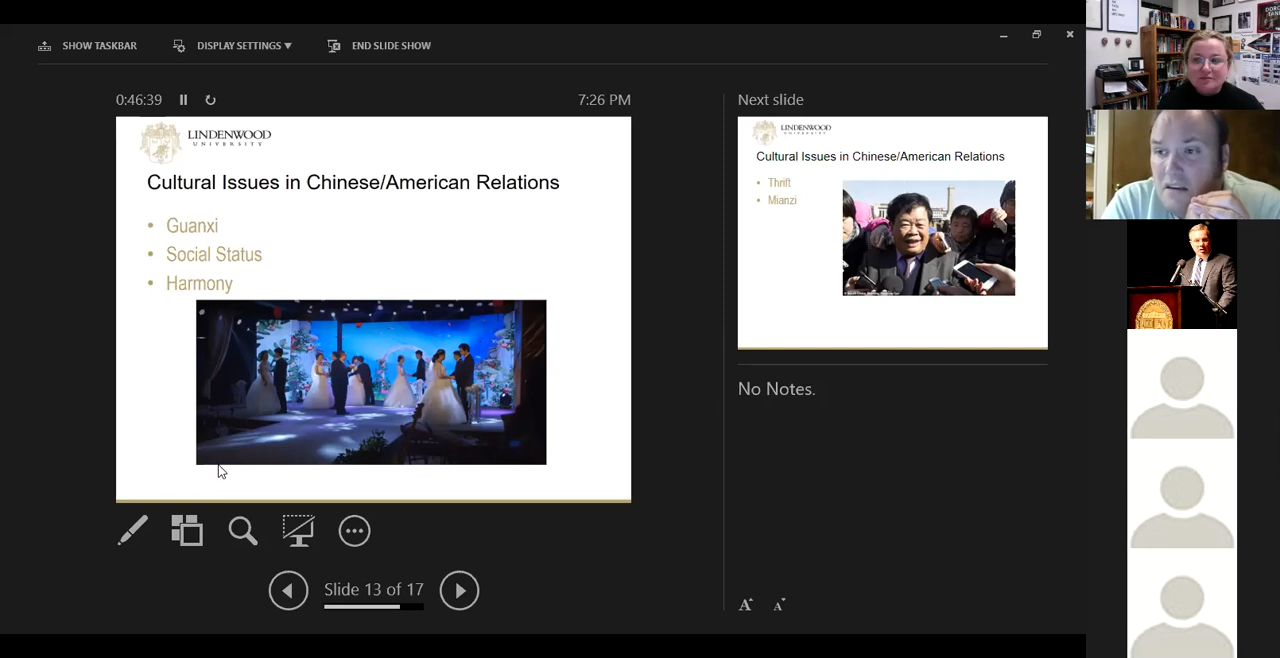 SHOW TASKBAR
DISPLAY SETTINGS ▼
END SLIDE SHOW
0:46:39
7:26 PM
LINDENWOOD
UNIVERSITY
Cultural Issues in Chinese/American Relations
• Guanxi
• Social Status
• Harmony
Slide 13 of 17
Next slide
LINDENWOOD
UNIVERSITY
Cultural Issues in Chinese/American Relations
• Thrift
• Mianzi
No Notes.
A
A